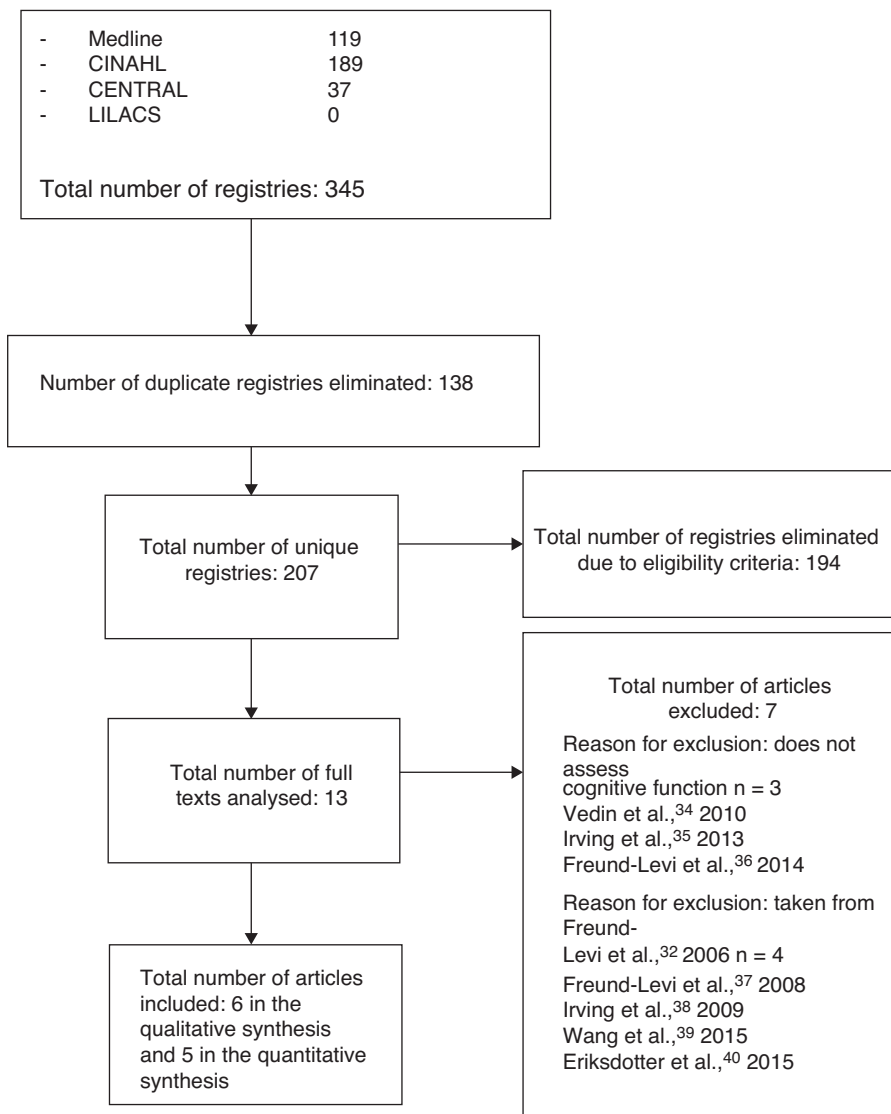 - Medline 119
- CINAHL 189
- CENTRAL 37
- LILACS 0
Total number of registries: 345
Number of duplicate registries eliminated: 138
Total number of unique
registries: 207
Total number of registries eliminated
due to eligibility criteria: 194
Total number of full
texts analysed: 13
Total number of articles
excluded: 7
Reason for exclusion: does not
assess
cognitive function n = 3
Vedin et al.,34 2010
Irving et al.,35 2013
Freund-Levi et al.,36 2014
Reason for exclusion: taken from
Freund-
Levi et al.,32 2006 n = 4
Freund-Levi et al.,37 2008
Irving et al.,38 2009
Wang et al.,39 2015
Eriksdotter et al.,40 2015
Total number of articles
included: 6 in the
qualitative synthesis
and 5 in the quantitative
synthesis